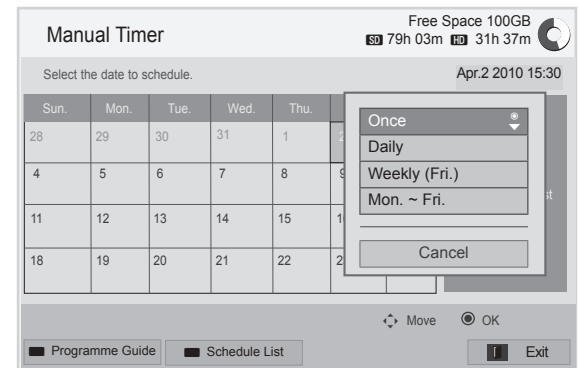 Manual Timer
Free Space 100GB
SD 79h 03m HD 31h 37m
Select the date to schedule.
Apr.2 2010 15:30
Sun. Mon. Tue. Wed. Thu.
28 29 30 31 1
4 5 6 7 8
11 12 13 14 15
18 19 20 21 22
Once
Daily
Weekly (Fri.)
Mon. ~ Fri.
Cancel
Move OK
Programme Guide Schedule List Exit